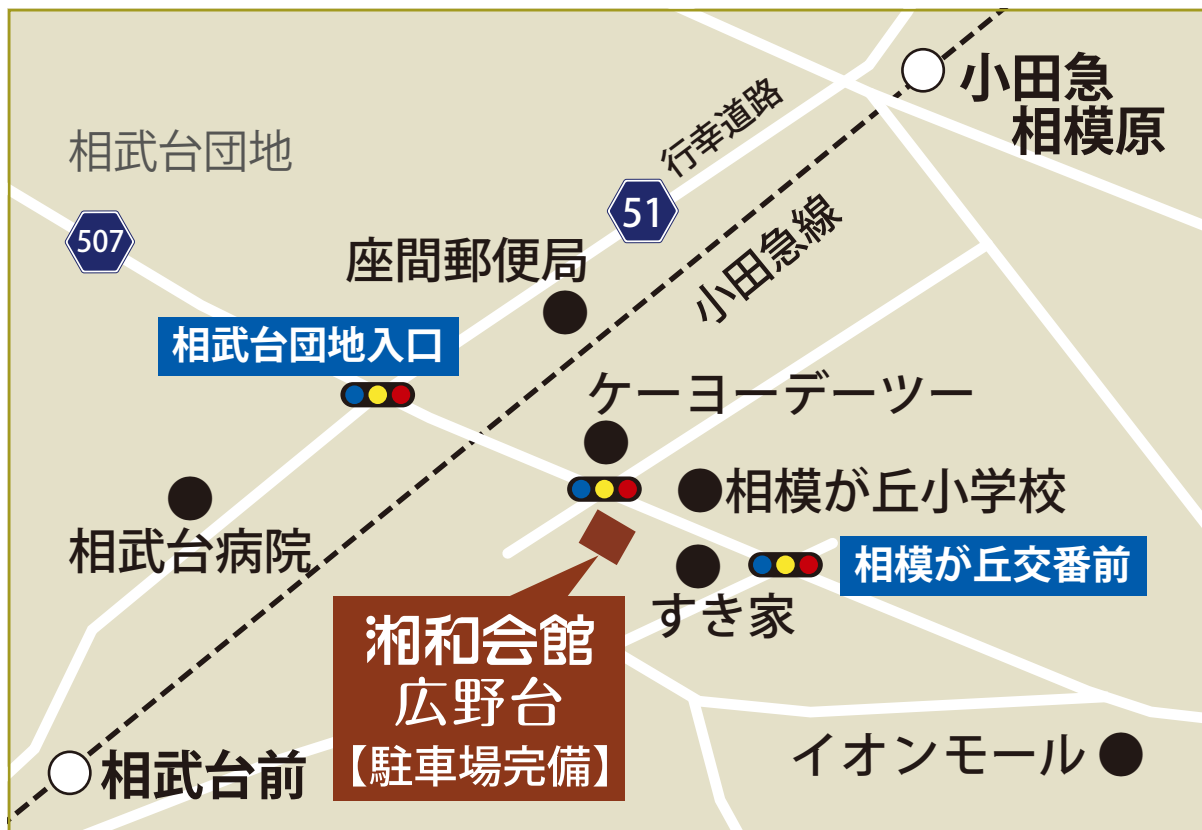 小田急
相模原
行幸道路
相武台団地
51
507
小田急線
座間郵便局
相武台団地入口
ケーヨーデーツー
相模が丘小学校
相武台病院
相模が丘交番前
すき家
湘和会館
広野台
【駐車場完備】
イオンモール
相武台前